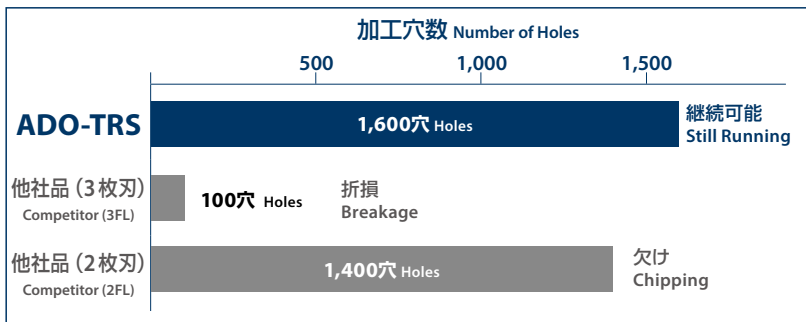 加工穴数 Number of Holes
500 1,000 1,500
ADO-TRS 1,600穴 Holes 継続可能
Still Running
他社品（3枚刃） 100穴 Holes 折損
Competitor (3FL) Breakage
他社品（2枚刃） 1,400穴 Holes 欠け
Competitor (2FL) Chipping